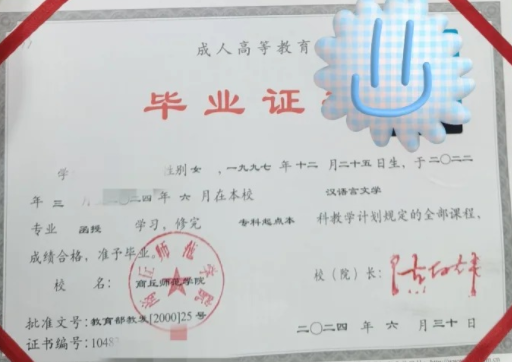 成人高等教育
毕业证
学 性别 女 ，一九九七 年 十二 月 二十五 日生，于 二〇二二
年 三 月 二四 年 六 月在本校 汉语言文学
专业 函授 学习，修完 专科起点本 科教学计划规定的全部课程，
成绩合格，准予毕业。
校 名： 商丘师范学院 校（院）长：
批准文号：教育部教发[2000]25 号
证书编号：1048 二〇二四 年 六 月 三十 日